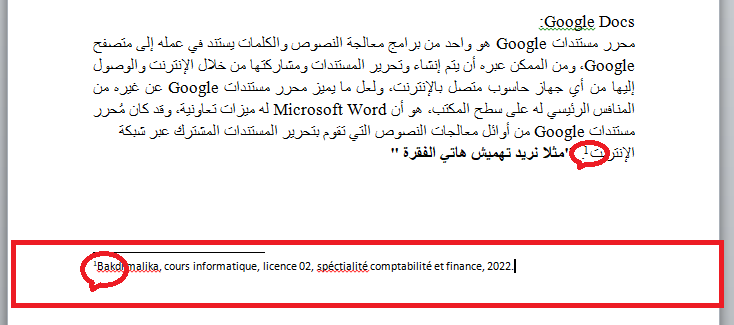 Google Docs:
محرر مستندات Google هو واحد من برامج معالجة النصوص والكلمات يستند في عمله إلى متصفح
Google، ومن الممكن عبره أن يتم إنشاء وتحرير المستندات ومشاركتها من خلال الإنترنت والوصول
إليها من أي جهاز حاسوب متصل بالإنترنت، ولعل ما يميز محرر مستندات Google عن غيره من
المنافس الرئيسي له على سطح المكتب، هو أن Microsoft Word له ميزات تعاونية، وقد كان مُحرر
مستندات Google من أوائل معالجات النصوص التي تقوم بتحرير المستندات المشترك عبر شبكة
الإنترنت1. "مثلا نريد تهميش هاتي الفقرة "
1Bakdi malika, cours informatique, licence 02, spéctialité comptabilité et finance, 2022.